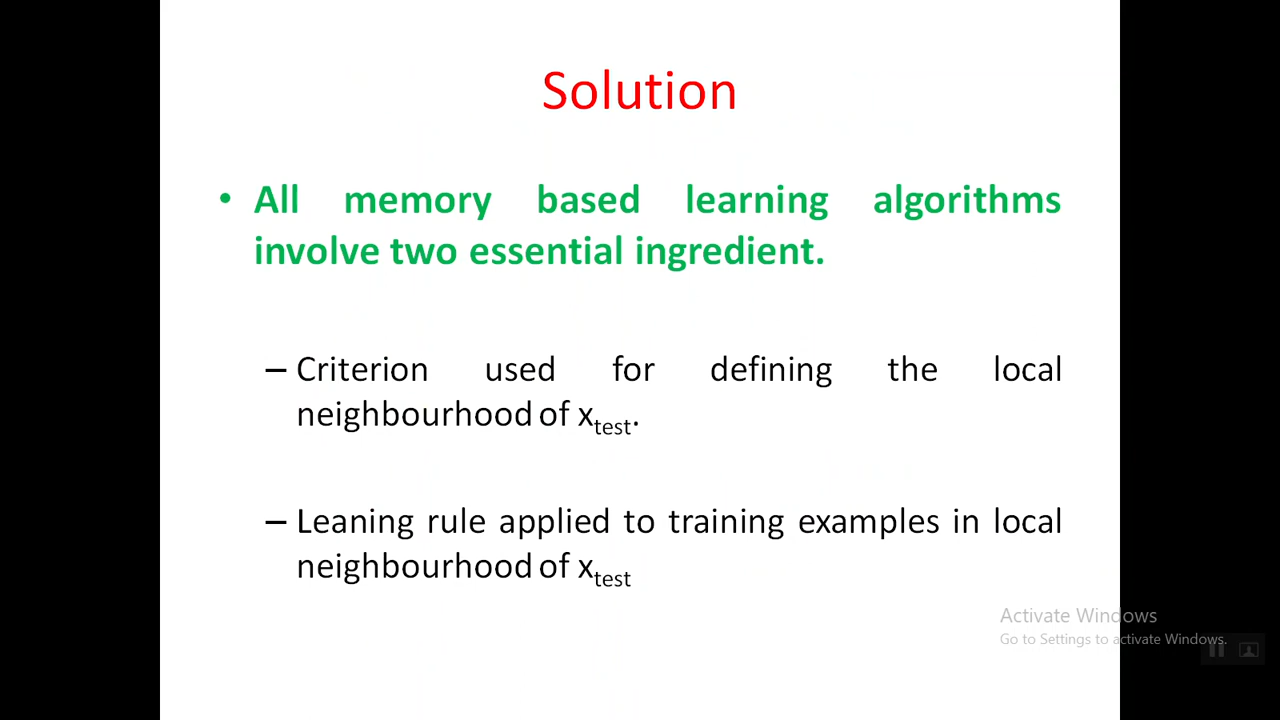 Solution
• All memory based learning algorithms
involve two essential ingredient.
– Criterion used for defining the local
neighbourhood of xtest.
– Leaning rule applied to training examples in local
neighbourhood of xtest
Activate Windows
Go to Settings to activate Windows.